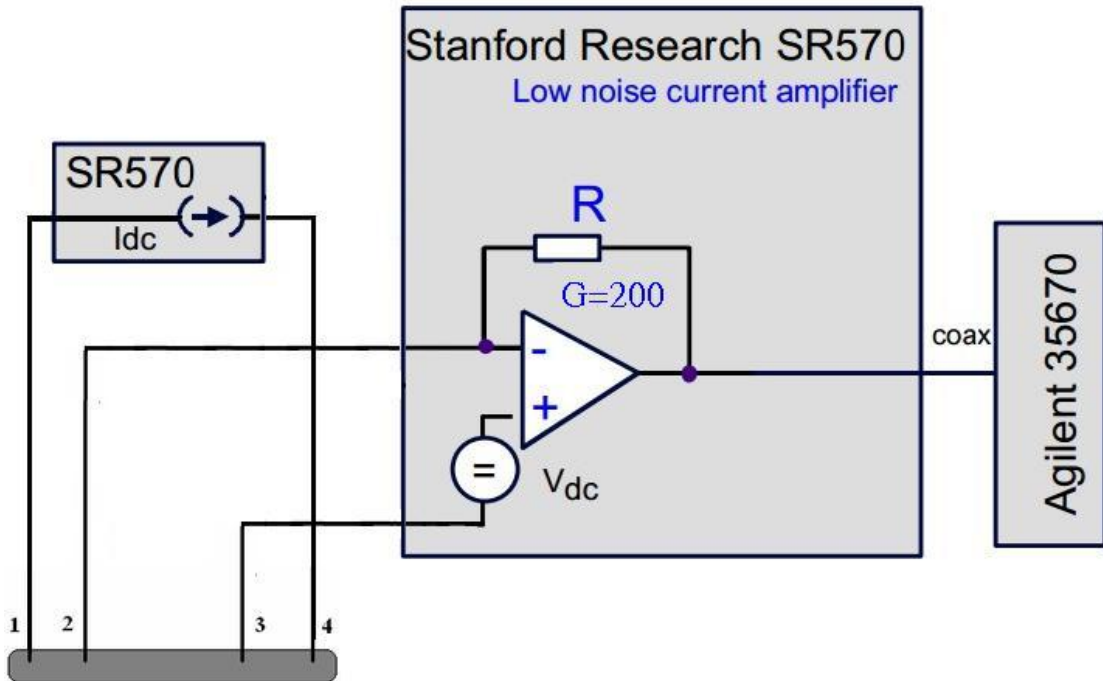 Stanford Research SR570
Low noise current amplifier
SR570
Idc
R
G=200
-
+
=
Vdc
coax
Agilent 35670
1
2
3
4